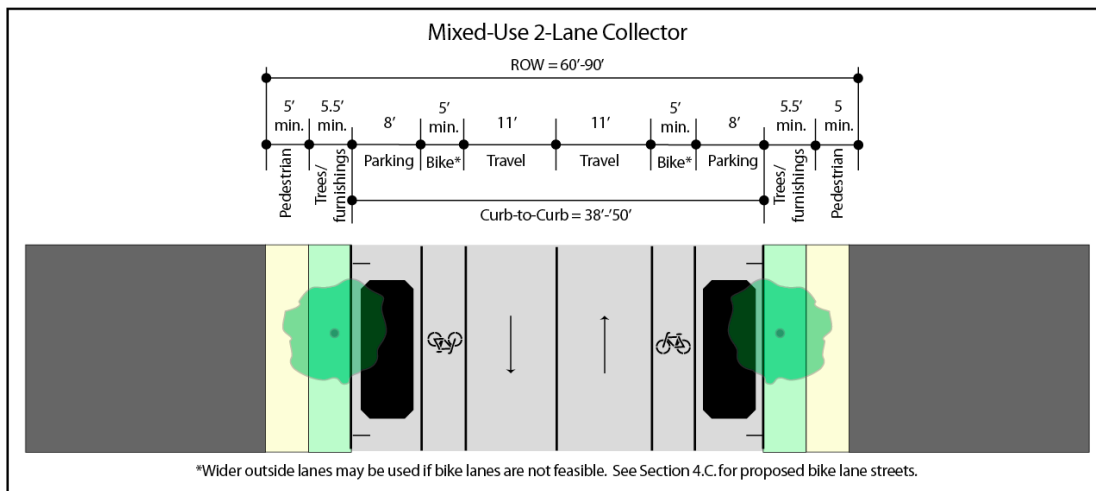 Mixed-Use 2-Lane Collector
ROW = 60'-90'
5' 5.5' 5' 5' 5.5' 5
min. min. 8' min. 11' 11' min. 8' min. min.
Pedestrian
Trees/
furnishings
Parking Bike* Travel Travel Bike* Parking
Trees/
furnishings
Pedestrian
Curb-to-Curb = 38'-'50'
*Wider outside lanes may be used if bike lanes are not feasible. See Section 4.C. for proposed bike lane streets.